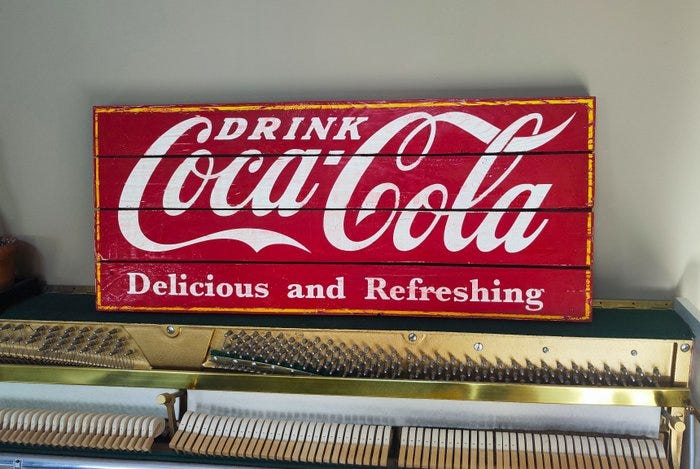 DRINK
Coca-Cola
Delicious and Refreshing